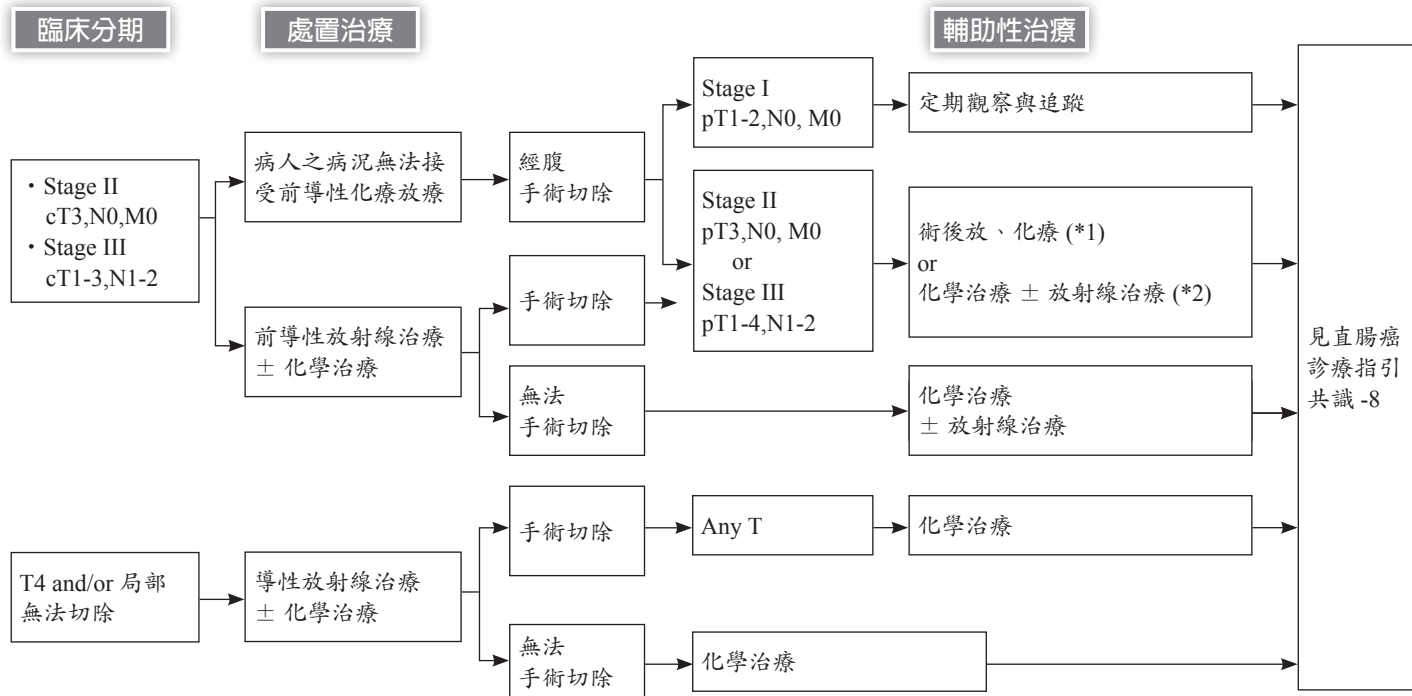 臨床分期
處置治療
輔助性治療
・Stage II
cT3,N0,M0
・Stage III
cT1-3,N1-2
病人之病況無法接
受前導性化療放療
經腹
手術切除
Stage I
pT1-2,N0, M0
定期觀察與追蹤
Stage II
pT3,N0, M0
or
Stage III
pT1-4,N1-2
術後放、化療 (*1)
or
化學治療 ± 放射線治療 (*2)
前導性放射線治療
± 化學治療
手術切除
無法
手術切除
化學治療
± 放射線治療
T4 and/or 局部
無法切除
導性放射線治療
± 化學治療
手術切除
Any T
化學治療
無法
手術切除
化學治療
見直腸癌
診療指引
共識 -8